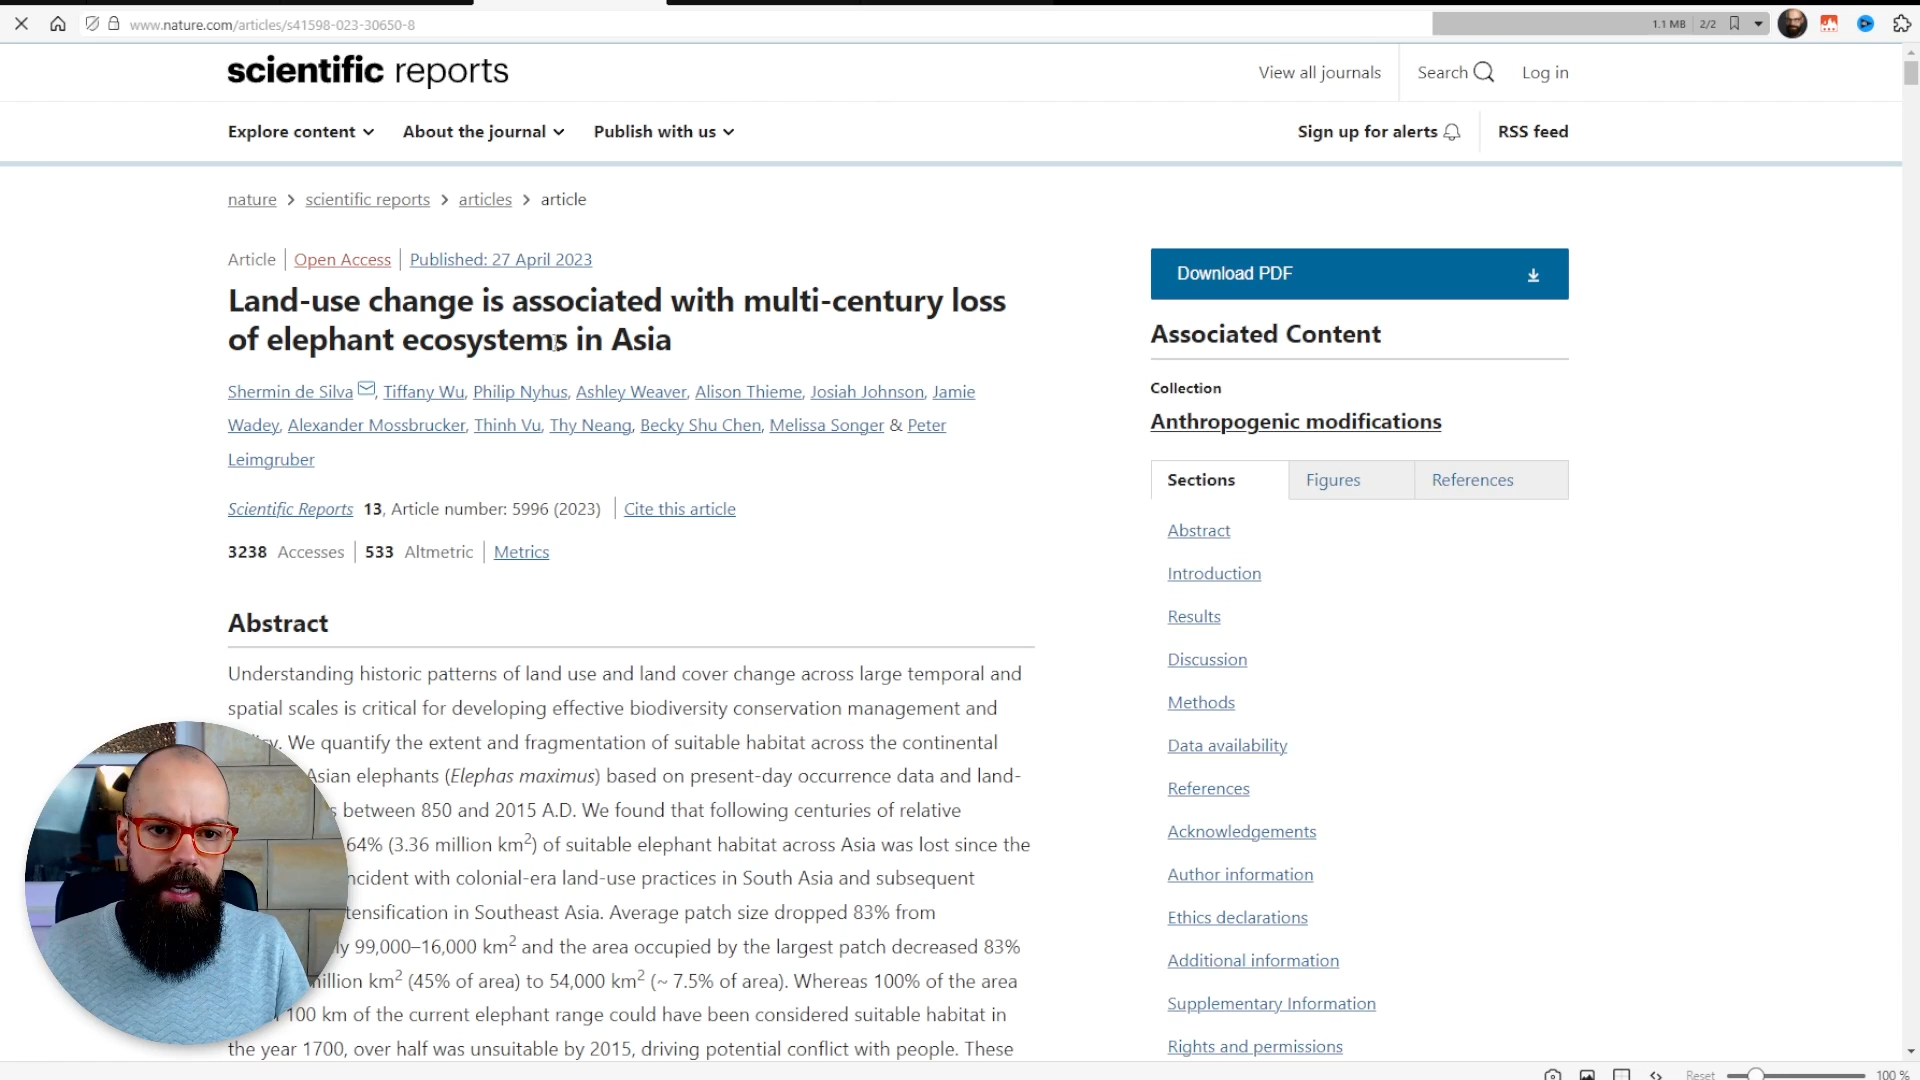 www.nature.com/articles/s41598-023-30650-8
1.1 MB 2/2
scientific reports
View all journals
Search
Log in
Explore content
About the journal
Publish with us
Sign up for alerts
RSS feed
nature > scientific reports > articles > article
Article | Open Access | Published: 27 April 2023
Land-use change is associated with multi-century loss
of elephant ecosystems in Asia
Shermin de Silva, Tiffany Wu, Philip Nyhus, Ashley Weaver, Alison Thieme, Josiah Johnson, Jamie
Wadey, Alexander Mossbrucker, Thinh Vu, Thy Neang, Becky Shu Chen, Melissa Songer & Peter
Leimgruber
Scientific Reports 13, Article number: 5996 (2023) | Cite this article
3238 Accesses | 533 Altmetric | Metrics
Abstract
Understanding historic patterns of land use and land cover change across large temporal and
spatial scales is critical for developing effective biodiversity conservation management and
. We quantify the extent and fragmentation of suitable habitat across the continental
Asian elephants (Elephas maximus) based on present-day occurrence data and land-
between 850 and 2015 A.D. We found that following centuries of relative
64% (3.36 million km²) of suitable elephant habitat across Asia was lost since the
ncident with colonial-era land-use practices in South Asia and subsequent
tensification in Southeast Asia. Average patch size dropped 83% from
ly 99,000–16,000 km² and the area occupied by the largest patch decreased 83%
illion km² (45% of area) to 54,000 km² (~ 7.5% of area). Whereas 100% of the area
100 km of the current elephant range could have been considered suitable habitat in
the year 1700, over half was unsuitable by 2015, driving potential conflict with people. These
Download PDF
Associated Content
Collection
Anthropogenic modifications
Sections
Figures
References
Abstract
Introduction
Results
Discussion
Methods
Data availability
References
Acknowledgements
Author information
Ethics declarations
Additional information
Supplementary Information
Rights and permissions
Reset
100 %